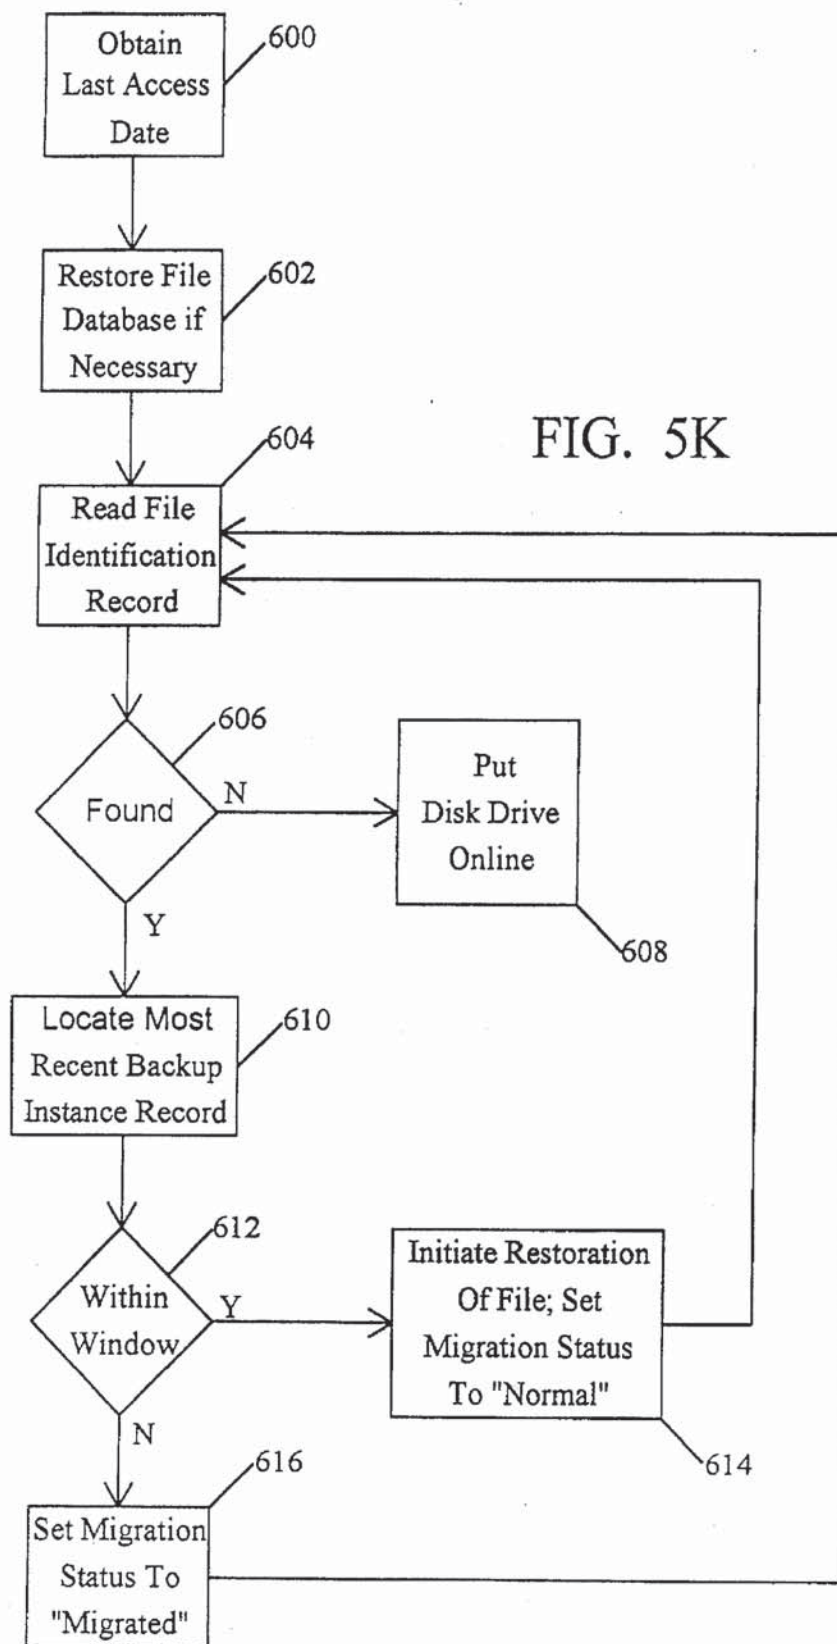 Obtain
Last Access
Date
600
Restore File
Database if
Necessary
602
FIG. 5K
604
Read File
Identification
Record
606
Found
N
Y
Put
Disk Drive
Online
608
Locate Most
Recent Backup
Instance Record
610
612
Within
Window
Y
N
Initiate Restoration
Of File; Set
Migration Status
To "Normal"
614
616
Set Migration
Status To
"Migrated"